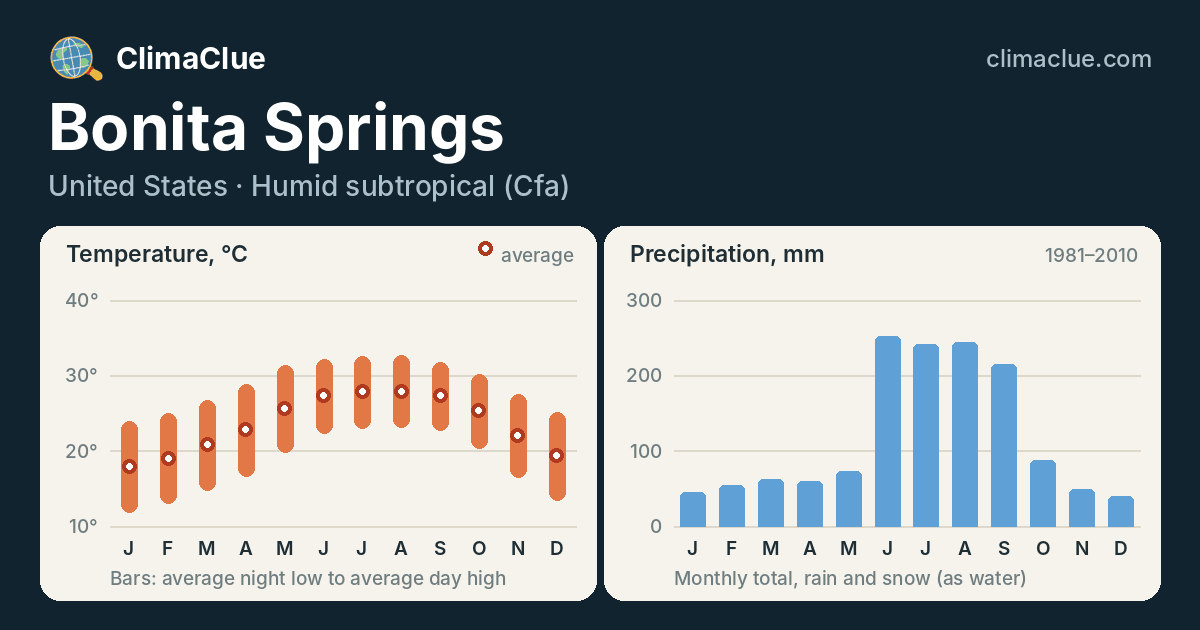 ClimaClue
climaclue.com
Bonita Springs
United States · Humid subtropical (Cfa)
Temperature, °C
average
40°
30°
20°
10°
J F M A M J J A S O N D
Bars: average night low to average day high
Precipitation, mm
1981–2010
300
200
100
0
J F M A M J J A S O N D
Monthly total, rain and snow (as water)